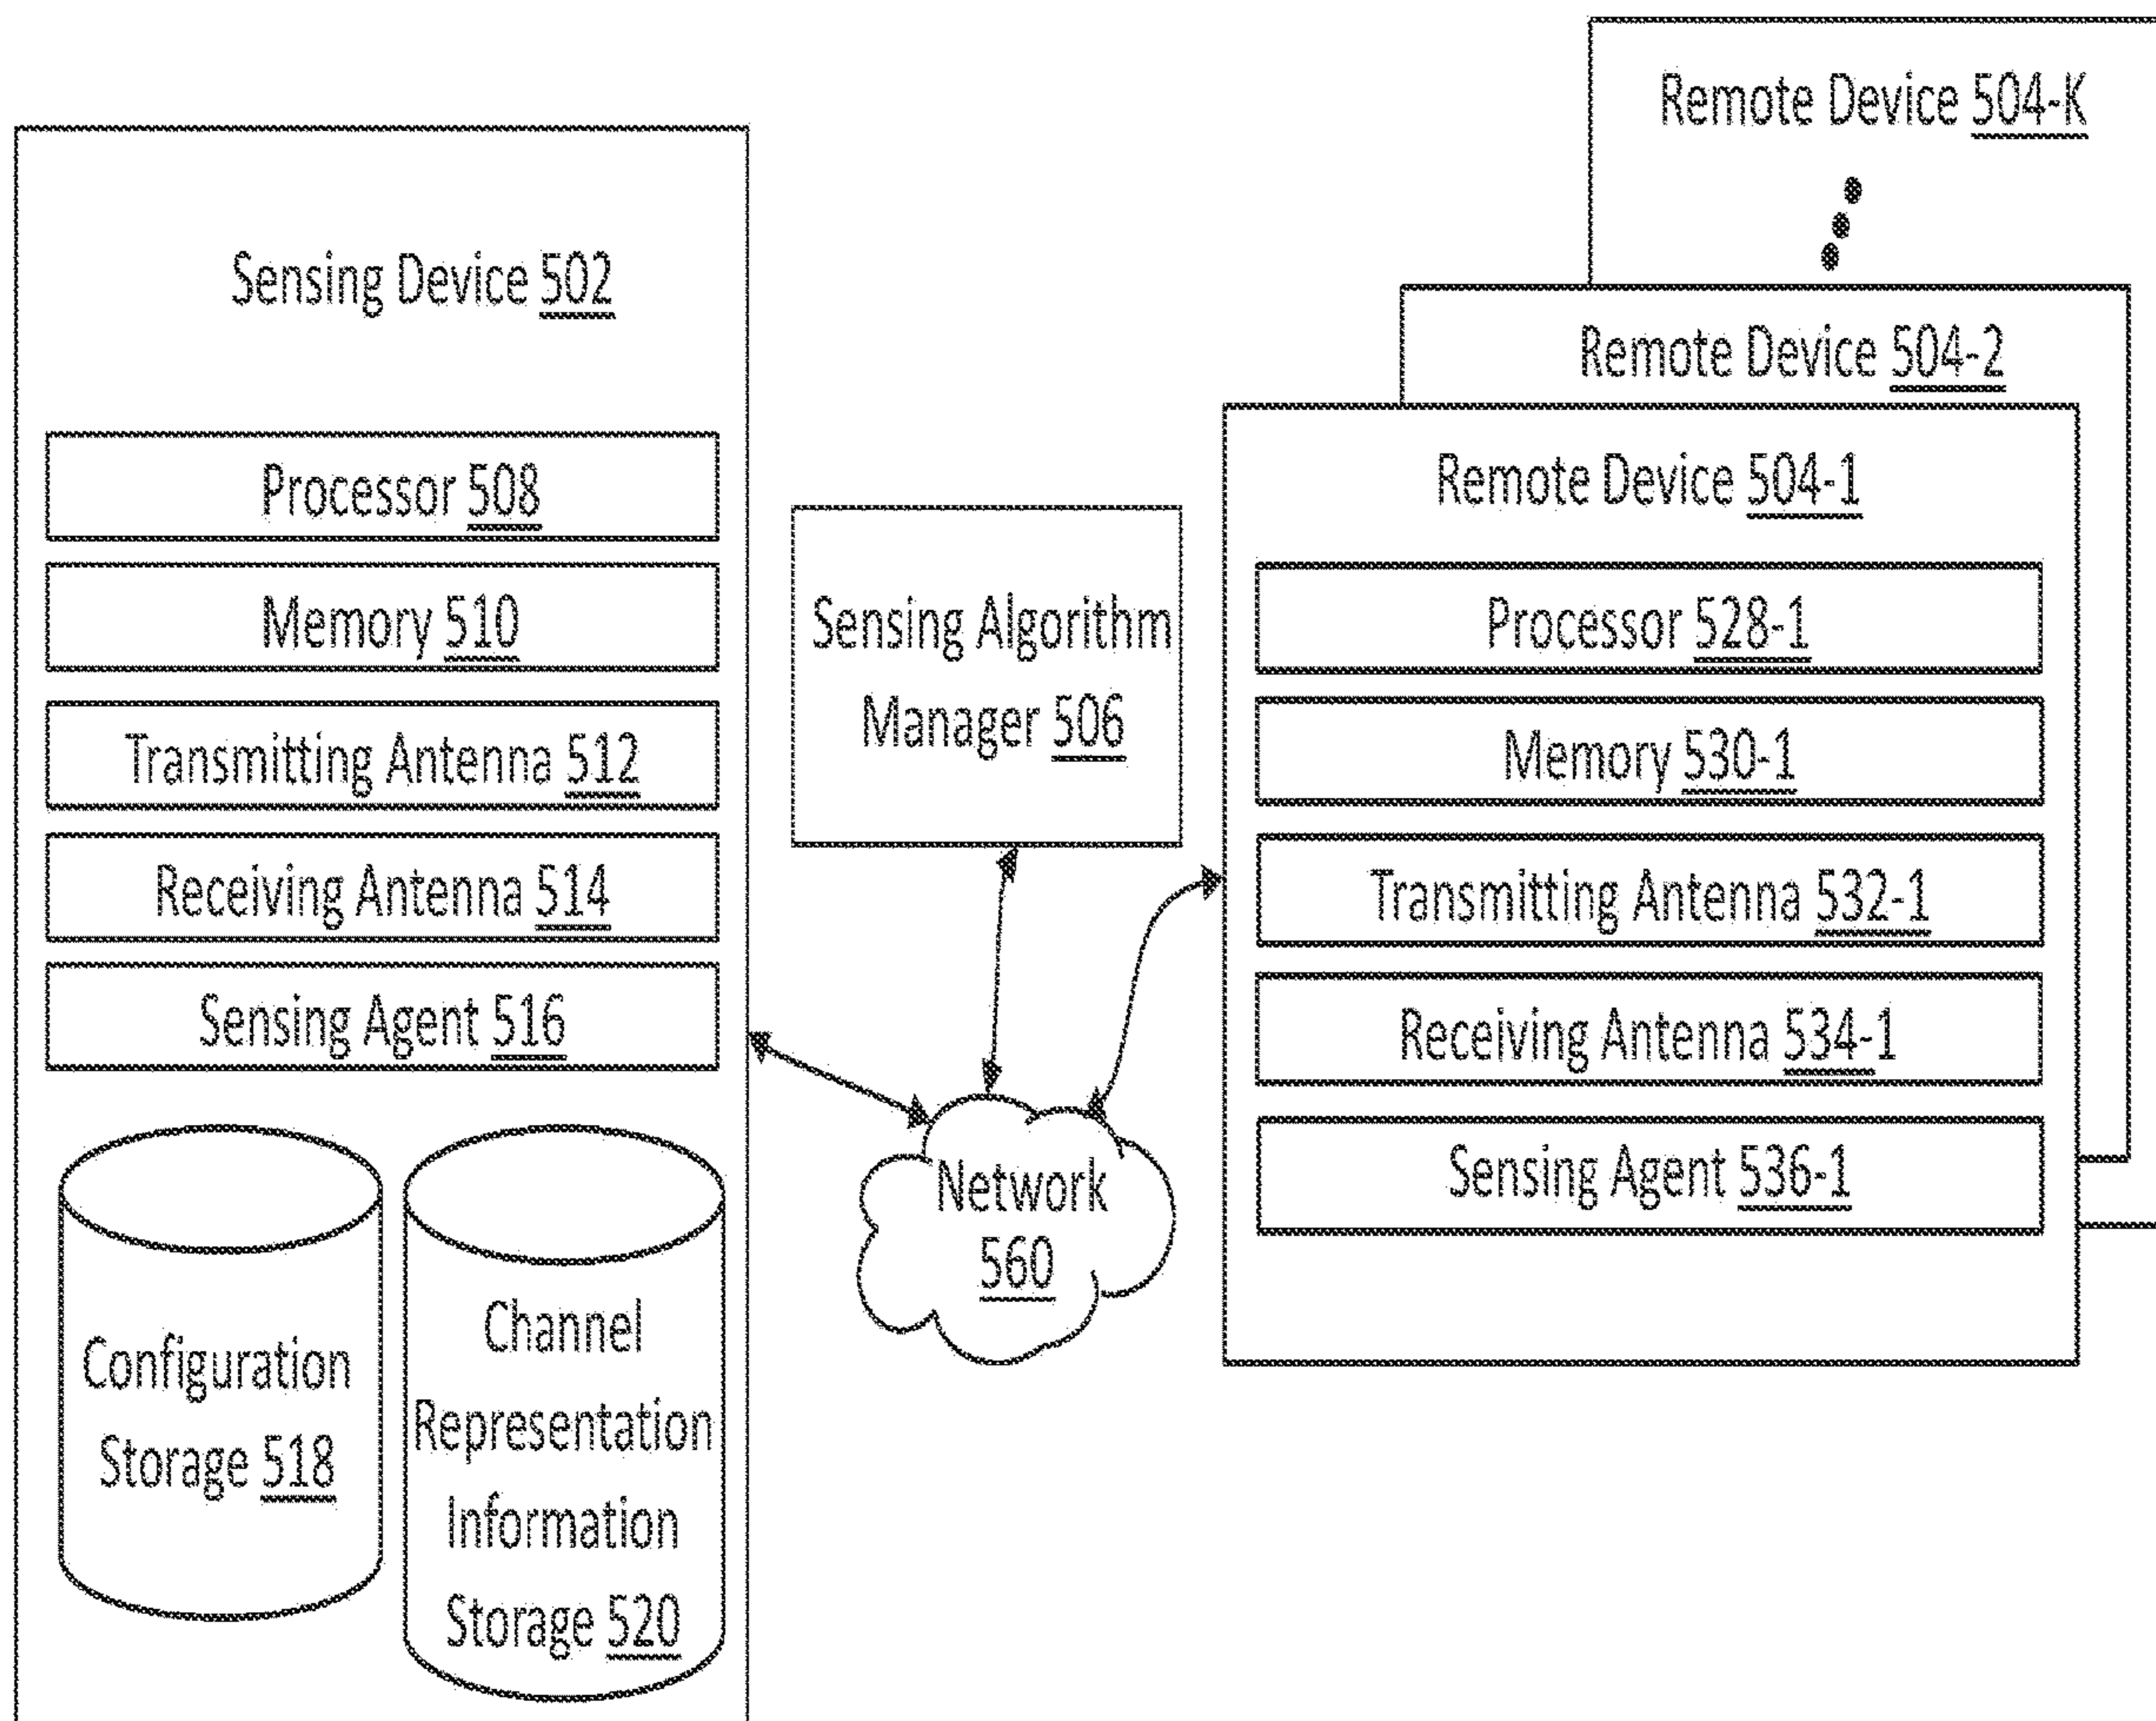 Sensing Device 502
Processor 508
Memory 510
Transmitting Antenna 512
Receiving Antenna 514
Sensing Agent 516
Configuration
Storage 518
Channel
Representation
Information
Storage 520
Sensing Algorithm
Manager 506
Network
560
Remote Device 504-K
Remote Device 504-2
Remote Device 504-1
Processor 528-1
Memory 530-1
Transmitting Antenna 532-1
Receiving Antenna 534-1
Sensing Agent 536-1